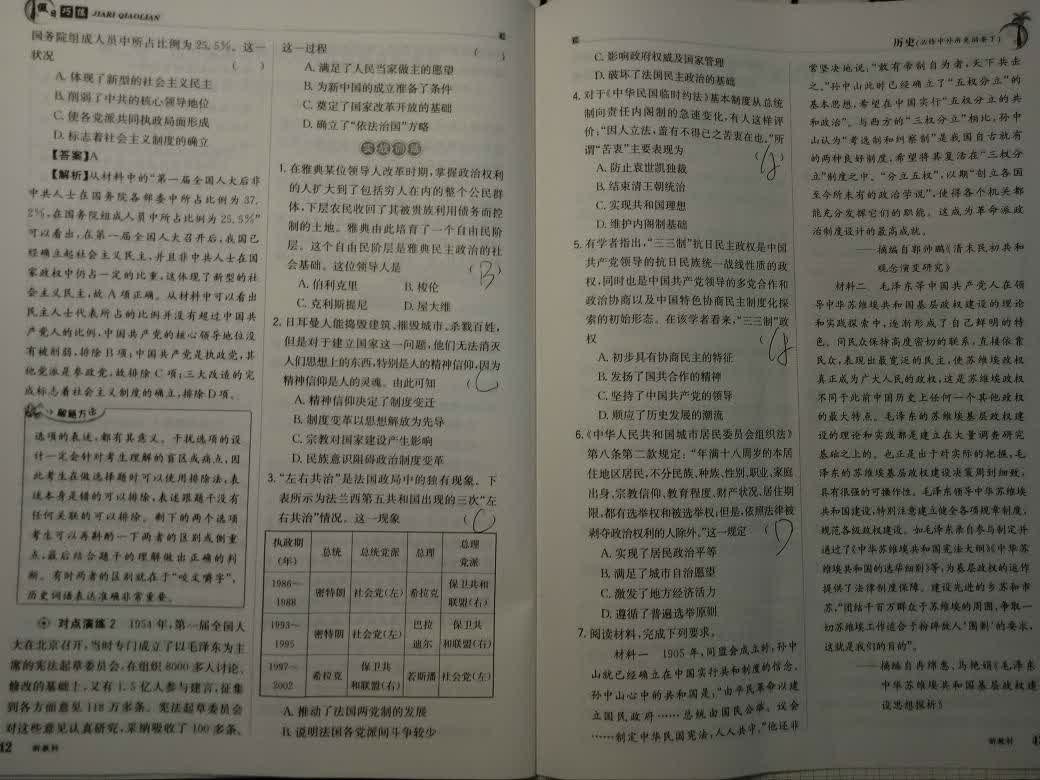 假日巧练 JIARI QIAOLIAN
国务院组成人员中所占比例为25.5%。这一
状况 ( )
A. 体现了新型的社会主义民主
B. 削弱了中共的核心领导地位
C. 使各党派共同执政局面形成
D. 标志着社会主义制度的确立
【答案】A
【解析】从材料中的“第一届全国人大后非
中共人士在国务院各部委中所占比例为37.
2%,在国务院组成人员中所占比例为25.5%”
可以看出,在第一届全国人大召开后,我国已
经确立起社会主义民主,并且非中共人士在国
家政权中仍占一定的比重,这体现了新型的社
会主义民主,故A项正确。从材料中可以看出
民主人士代表所占的比例并没有超过中国共
产党人的比例,中国共产党的核心领导地位没
有被削弱,排除B项;中国共产党是执政党,其
他党派是参政党,故排除C项;三大改造的完
成标志着社会主义制度的确立,排除D项。
解题方法
选项的表述,都有其意义。干扰选项的设
计一定会针对考生理解的盲区或痛点,因
此考生在做选择题时可以使用排除法,表
述本身是错的可以排除,表述跟题干没有
任何关联的可以排除。剩下的两个选项
考生可以再斟酌一下两者的区别或侧重
点,最后结合题干的理解做出正确的判
断。有时两者的区别就在于“咬文嚼字”,
历史词语表达准确非常重要。
对点演练2 1954年,第一届全国人
大在北京召开,当时专门成立了以毛泽东为主
席的宪法起草委员会,在组织8000多人讨论、
修改的基础上,又有1.5亿人参与建言,征集
到各方面意见118万多条。宪法起草委员会
对这些意见认真研究,采纳吸收了100多条。
12 新教科
这一过程 ( )
A. 满足了人民当家做主的愿望
B. 为新中国的成立准备了条件
C. 奠定了国家改革开放的基础
D. 确立了“依法治国”方略
实战训练
1. 在雅典某位领导人改革时期,掌握政治权利
的人扩大到了包括穷人在内的整个公民群
体,下层农民收回了其被贵族利用债务而控
制的土地。雅典由此培育了一个自由民阶
层。这个自由民阶层是雅典民主政治的社
会基础。这位领导人是 ( B )
A. 伯利克里 B. 梭伦
C. 克利斯提尼 D. 屋大维
2. 日耳曼人能捣毁建筑、摧毁城市、杀戮百姓,
但是对于建立国家这一问题,他们无法消灭
人们思想上的东西,特别是人的精神信仰,因为
精神信仰是人的灵魂。由此可知 ( C )
A. 精神信仰决定了制度变迁
B. 制度变革以思想解放为先导
C. 宗教对国家建设产生影响
D. 民族意识阻碍政治制度变革
3. “左右共治”是法国政局中的独有现象。下
表所示为法兰西第五共和国出现的三次“左
右共治”情况。这一现象 ( C )
执政期(年) 总统 总统党派 总理 总理党派
1986~1988 密特朗 社会党(左) 希拉克 保卫共和联盟(右)
1993~1995 密特朗 社会党(左) 巴拉迪尔 保卫共和联盟(右)
1997~2002 希拉克 保卫共和联盟(右) 若斯潘 社会党(左)
A. 推动了法国两党制的发展
B. 说明法国各党派间斗争较少
历史(必修中外历史纲要下)
C. 影响政府权威及国家管理
D. 破坏了法国民主政治的基础
4. 对于《中华民国临时约法》基本制度从总统
制向责任内阁制的急速变化,有人这样评
价:“因人立法,盖有不得已之苦衷在也。”所
谓“苦衷”主要表现为 ( A )
A. 防止袁世凯独裁
B. 结束清王朝统治
C. 实现共和国理想
D. 维护内阁制基础
5. 有学者指出,“三三制”抗日民主政权是中国
共产党领导的抗日民族统一战线性质的政
权,同时也是中国共产党领导的多党合作和
政治协商以及中国特色协商民主制度化探
索的初始形态。在该学者看来,“三三制”政
权 ( A )
A. 初步具有协商民主的特征
B. 发扬了国共合作的精神
C. 坚持了中国共产党的领导
D. 顺应了历史发展的潮流
6. 《中华人民共和国城市居民委员会组织法》
第八条第二款规定:“年满十八周岁的本居
住地区居民,不分民族、种族、性别、职业、家庭
出身、宗教信仰、教育程度、财产状况、居住期
限,都有选举权和被选举权;但是,依照法律被
剥夺政治权利的人除外。”这一规定 ( D )
A. 实现了居民政治平等
B. 满足了城市自治愿望
C. 激发了地方经济活力
D. 遵循了普遍选举原则
7. 阅读材料,完成下列要求。
材料一 1905年,同盟会成立时,孙中
山就已经确立在中国实行共和制度的信念,
孙中山心中的共和国是:“由平民革命以建
立国民政府……总统由国民公举。议会
……制定中华民国宪法,人人共守。”他还非
常坚决地说:“敢有帝制自为者,天下共击
之。”孙中山此时已经确立了“五权分立”的
基本思想,希望在中国实行“五权分立的共
和政治”。与西方的“三权分立”相比,孙中
山认为“考选制和纠察制”是我国自古就有
的两种良好制度,希望将其复活在“三权分
立”制度之中。“分立五权”,以期“创立各国
至今所未有的政治学说”,使得各个机关都
能充分发挥它们的职能。这成为革命派政
治制度设计的最高成就。
——摘编自郭帅鹏《清末民初共和
观念演变研究》
材料二 毛泽东等中国共产党人在领
导中华苏维埃共和国基层政权建设的理论
和实践探索中,逐渐形成了自己鲜明的特
色。同民众保持高度密切的联系,直接依靠
民众,表现出最宽泛的民主,使苏维埃政权
真正成为广大人民的政权,这是苏维埃政权
不同于此前中国历史上任何一个其他政权
的最大特点。毛泽东的苏维埃基层政权建
设的理论和实践都是建立在大量调查研究
基础之上的。也正是出于对实际的把握,毛
泽东的苏维埃基层政权建设决策周到细致,
具有很强的可操作性。毛泽东领导中华苏维埃
共和国建设,特别注意建立健全各项规章制度,
规范各级政权建设。如毛泽东亲自参与制定并
通过了《中华苏维埃共和国宪法大纲》《中华苏
维埃共和国的选举细则》等,为基层政权的运作
提供了法律制度保障。建设先进的乡苏和市
苏,“团结千百万群众于苏维埃的周围,争取一
切苏维埃工作适合于粉碎敌人‘围剿’的要求,
这就是我们的目的”。
——摘编自冉绵惠、马艳娟《毛泽东
中华苏维埃共和国基层政权建
设思想探析》
新教科